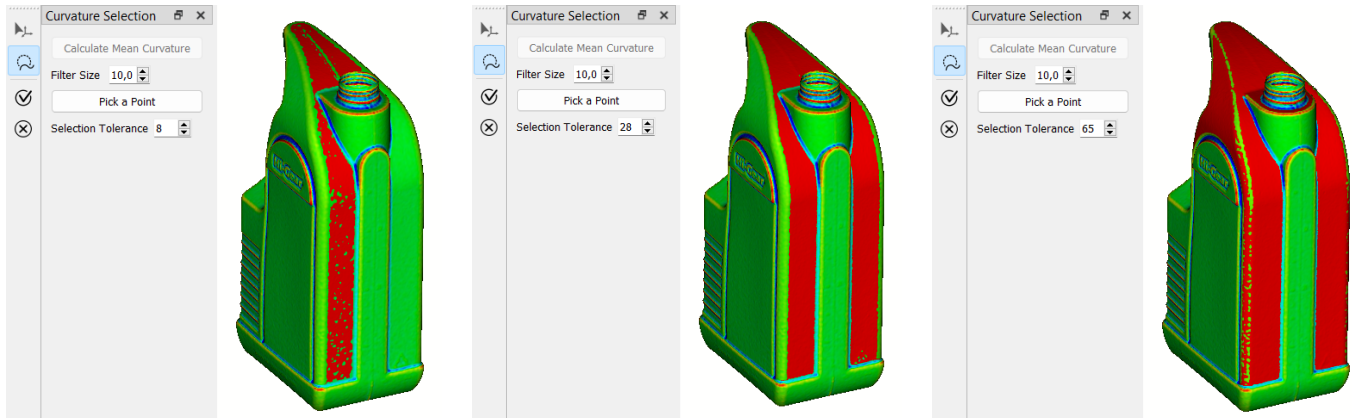 Curvature Selection
Calculate Mean Curvature
Filter Size 10,0
Pick a Point
Selection Tolerance 8
Curvature Selection
Calculate Mean Curvature
Filter Size 10,0
Pick a Point
Selection Tolerance 28
Curvature Selection
Calculate Mean Curvature
Filter Size 10,0
Pick a Point
Selection Tolerance 65